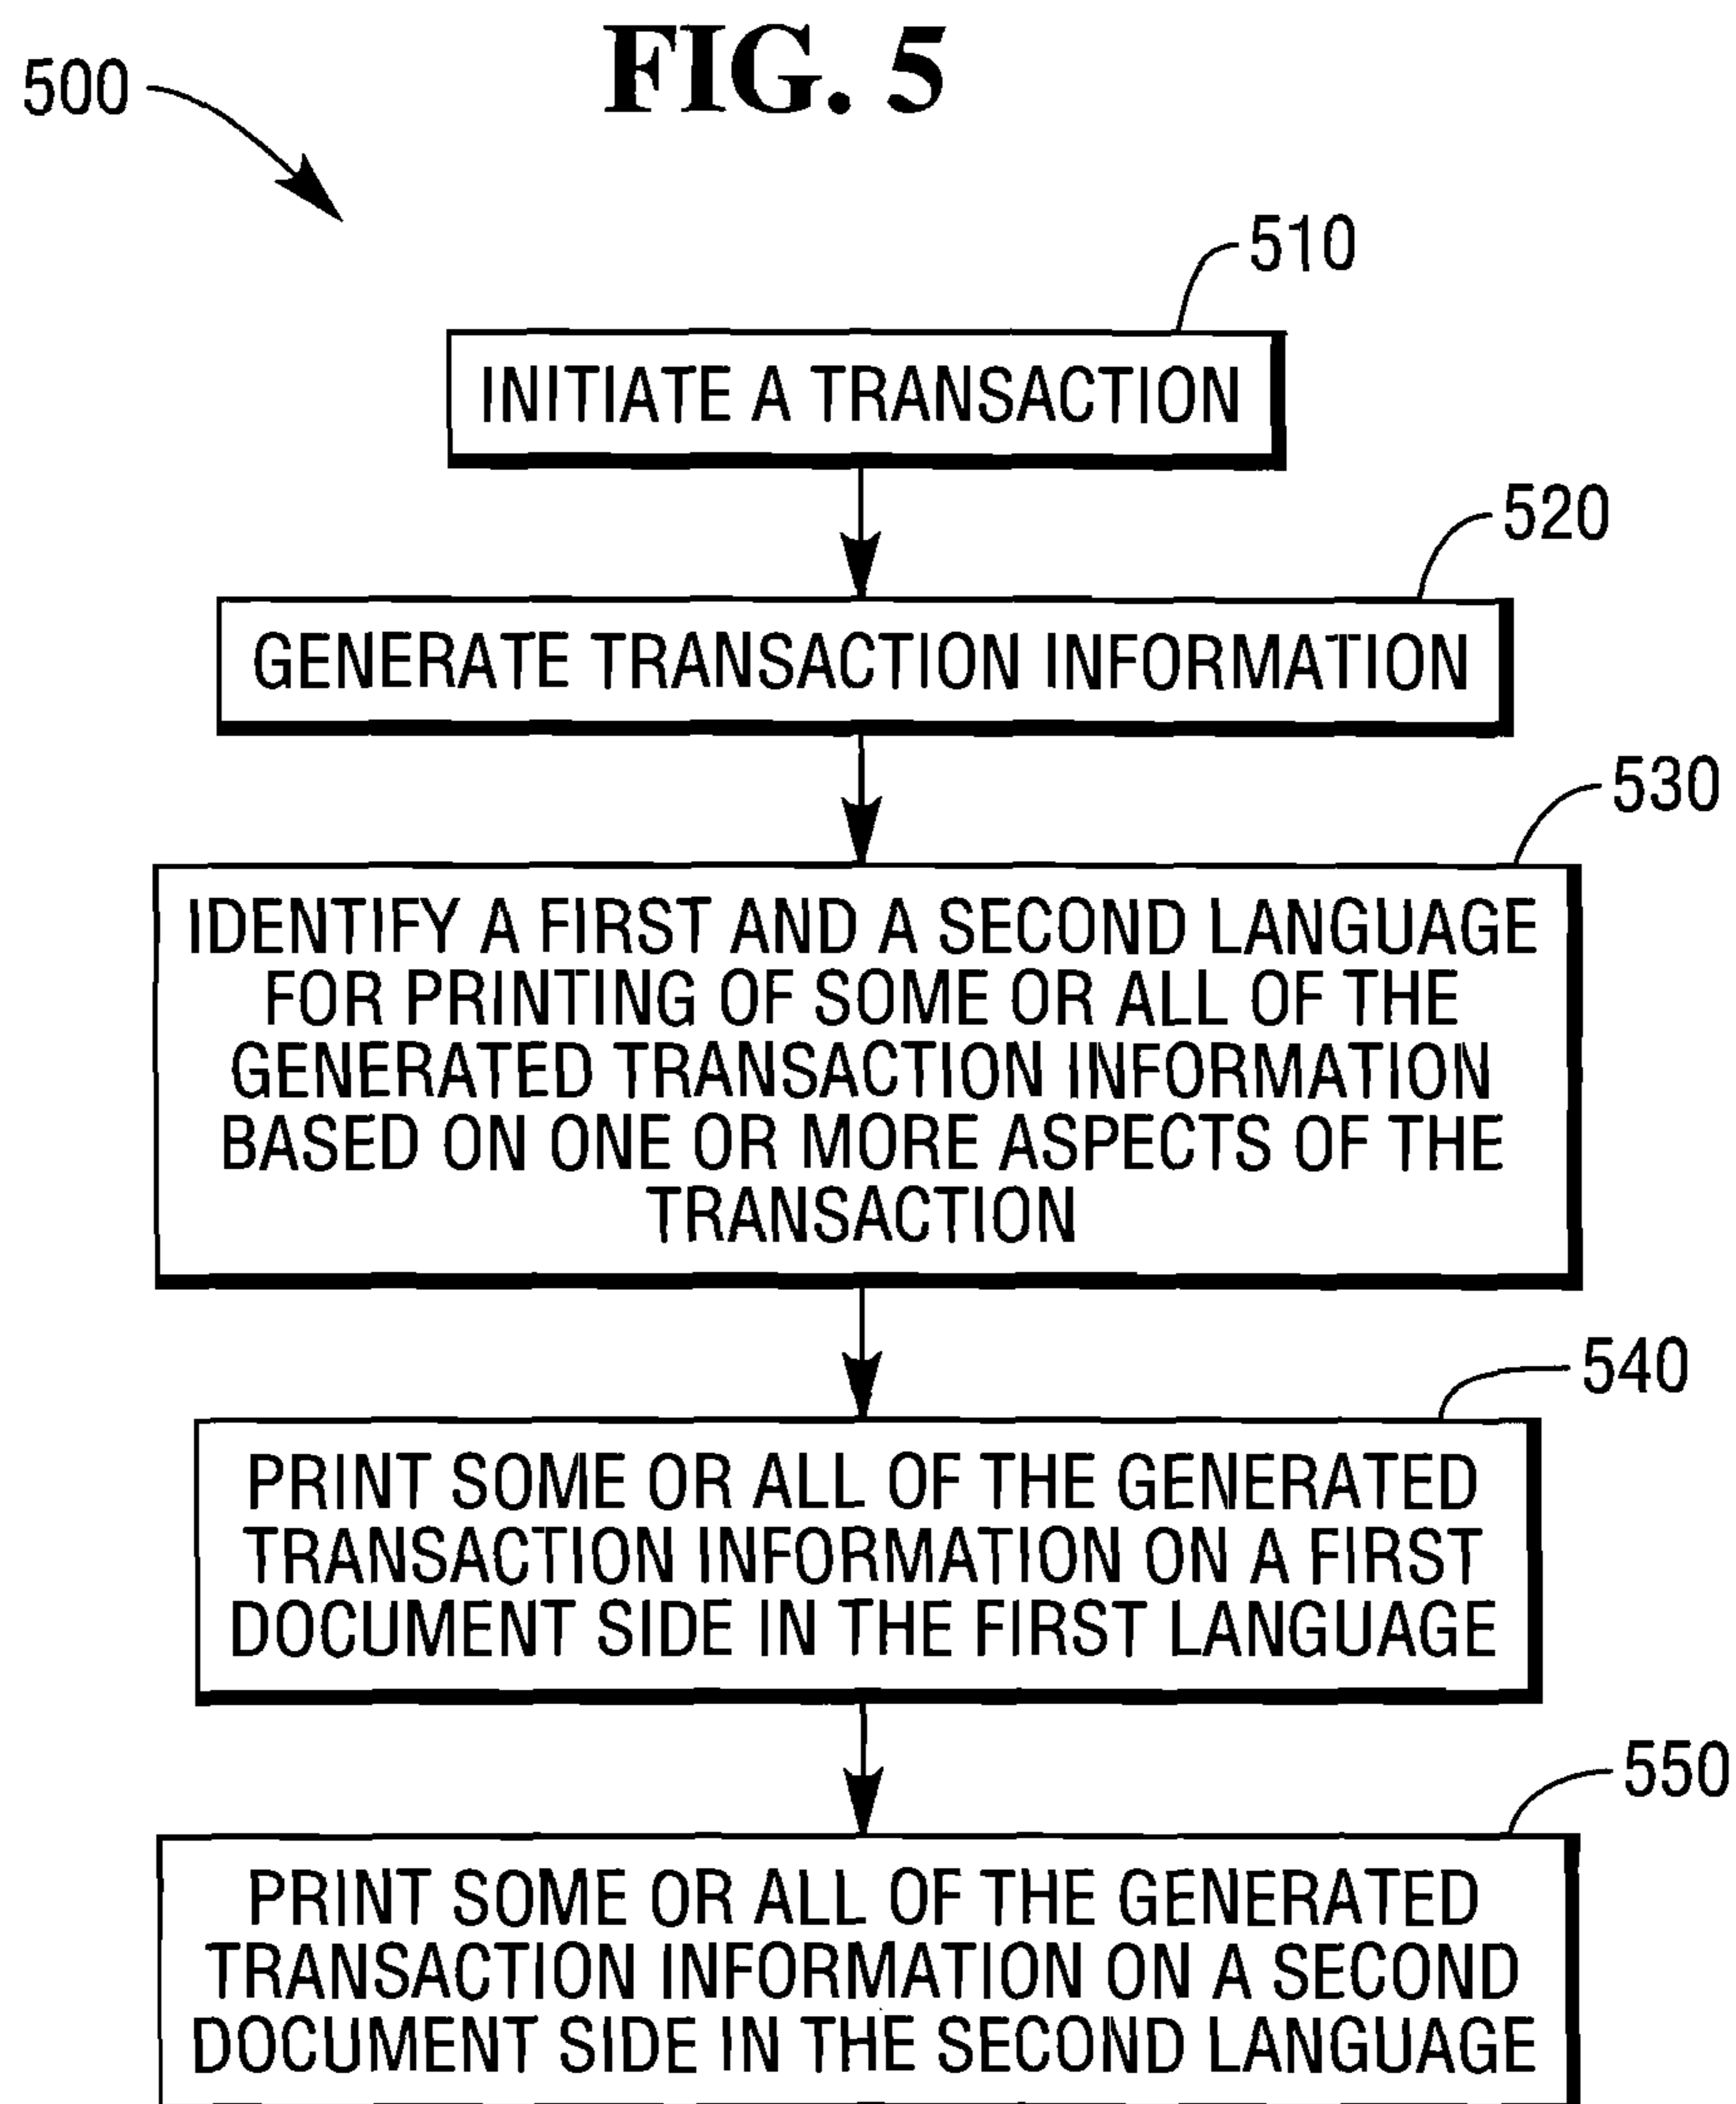 FIG. 5
500
510
INITIATE A TRANSACTION
520
GENERATE TRANSACTION INFORMATION
530
IDENTIFY A FIRST AND A SECOND LANGUAGE
FOR PRINTING OF SOME OR ALL OF THE
GENERATED TRANSACTION INFORMATION
BASED ON ONE OR MORE ASPECTS OF THE
TRANSACTION
540
PRINT SOME OR ALL OF THE GENERATED
TRANSACTION INFORMATION ON A FIRST
DOCUMENT SIDE IN THE FIRST LANGUAGE
550
PRINT SOME OR ALL OF THE GENERATED
TRANSACTION INFORMATION ON A SECOND
DOCUMENT SIDE IN THE SECOND LANGUAGE